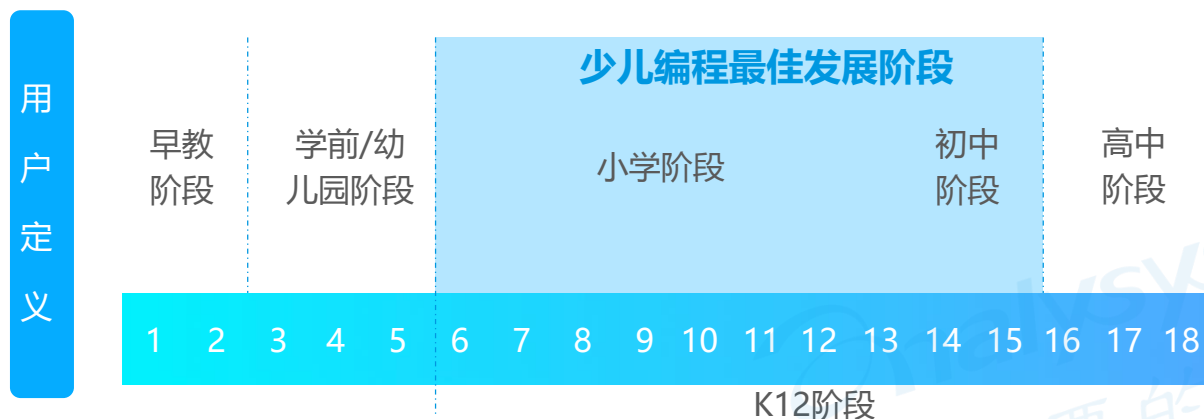 用户定义
少儿编程最佳发展阶段
早教
阶段
学前/幼
儿园阶段
小学阶段
初中
阶段
高中
阶段
1 2 3 4 5 6 7 8 9 10 11 12 13 14 15 16 17 18
K12阶段
nalysy
要的